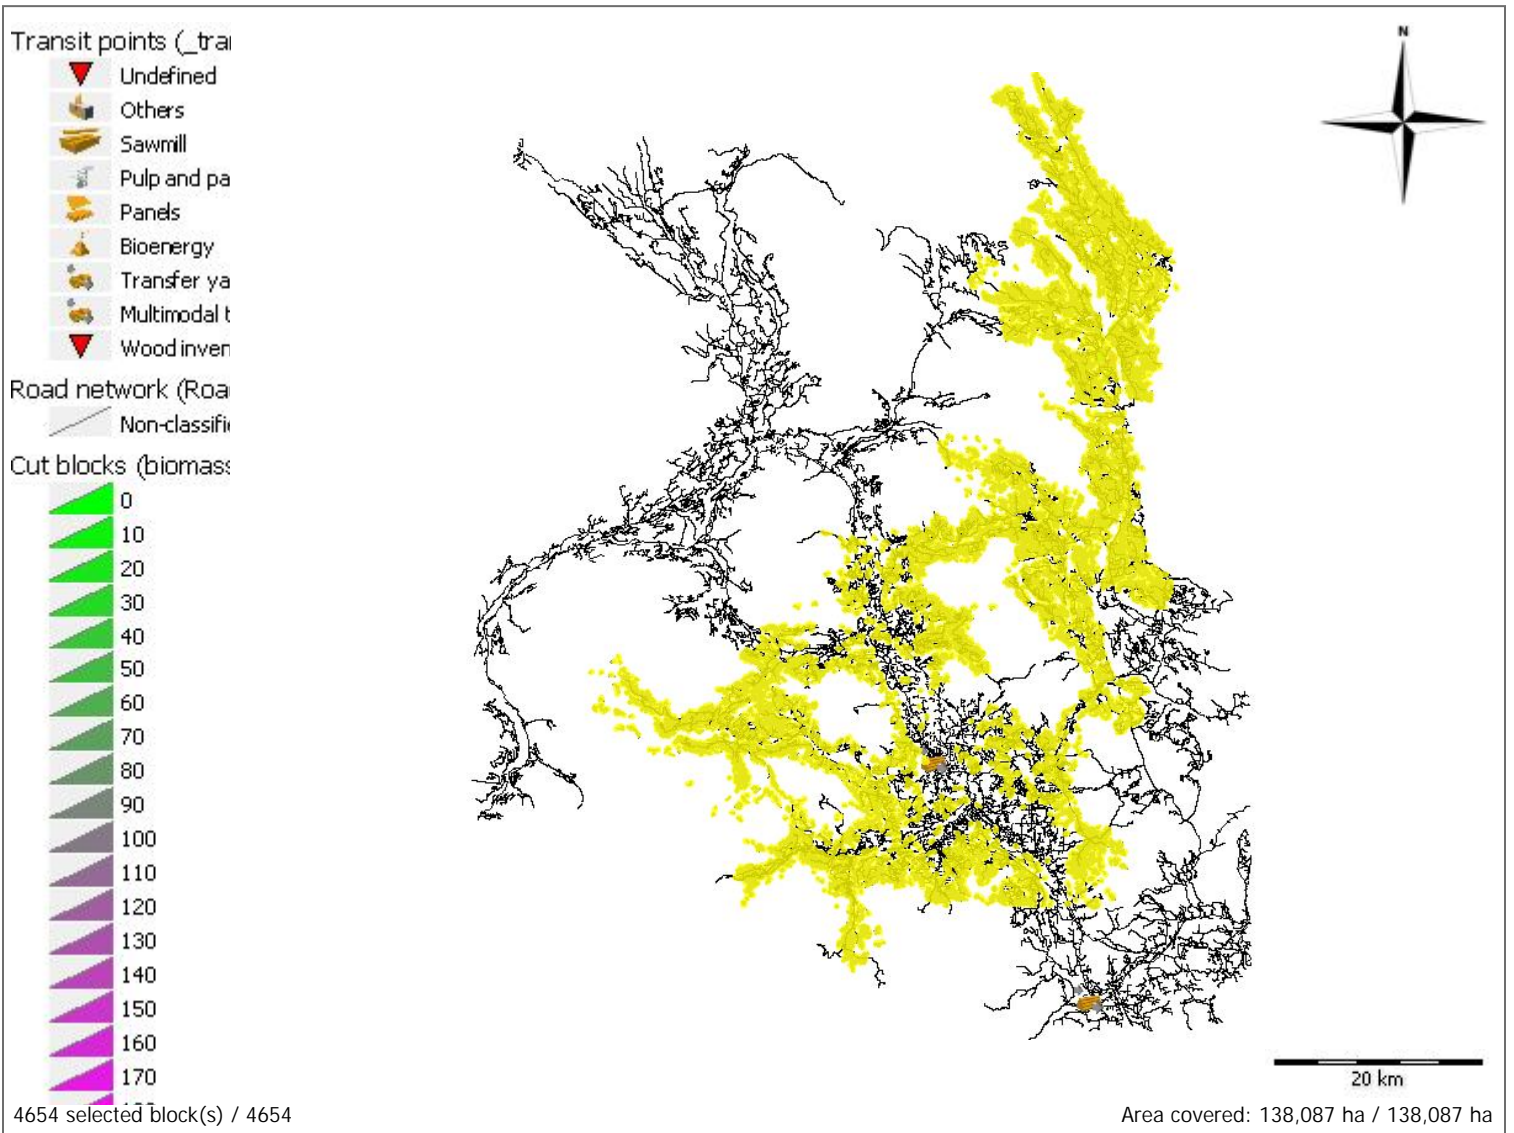 Transit points (_tra
Undefined
Others
Sawmill
Pulp and pa
Panels
Bioenergy
Transfer ya
Multimodal t
Wood inven
Road network (Roa
Non-classifi
Cut blocks (biomass
0
10
20
30
40
50
60
70
80
90
100
110
120
130
140
150
160
170
4654 selected block(s) / 4654
N
20 km
Area covered: 138,087 ha / 138,087 ha